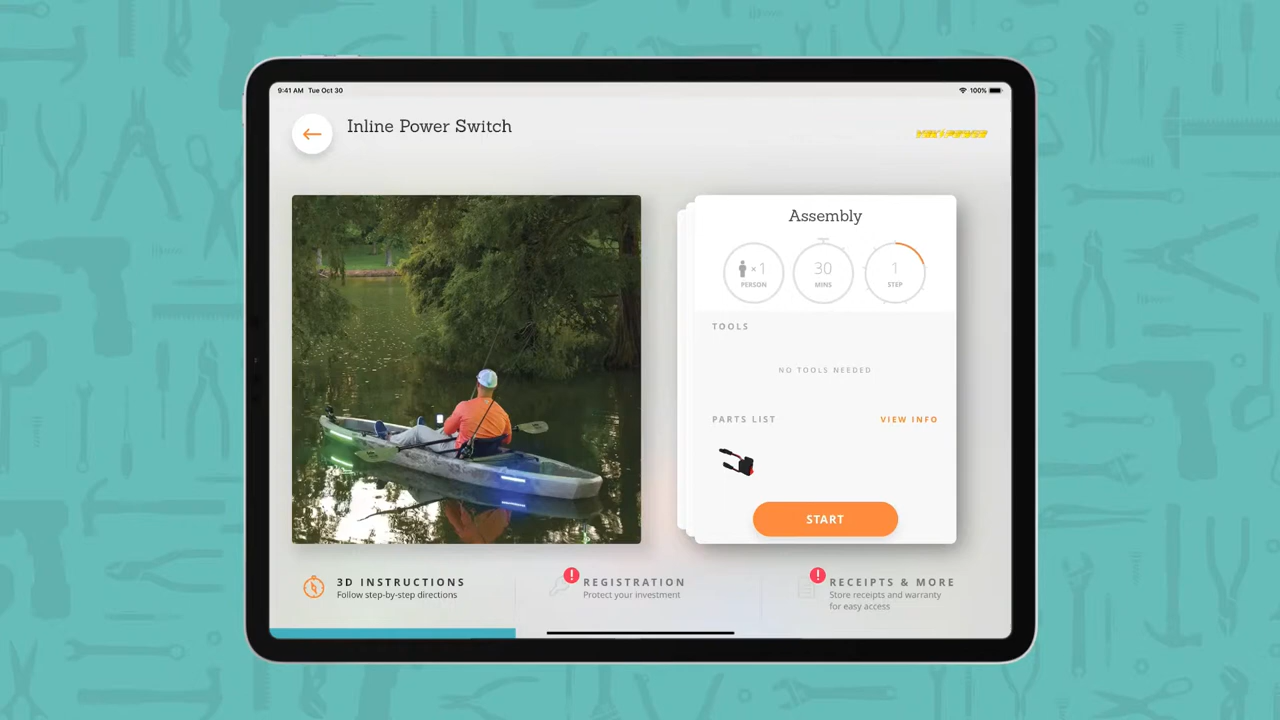 9:41 AM Tue Oct 30
100%
Inline Power Switch
Assembly
× 1
PERSON
30
MINS
1
STEP
TOOLS
NO TOOLS NEEDED
PARTS LIST
VIEW INFO
START
3D INSTRUCTIONS
Follow step-by-step directions
!
REGISTRATION
Protect your investment
!
RECEIPTS & MORE
Store receipts and warranty
for easy access